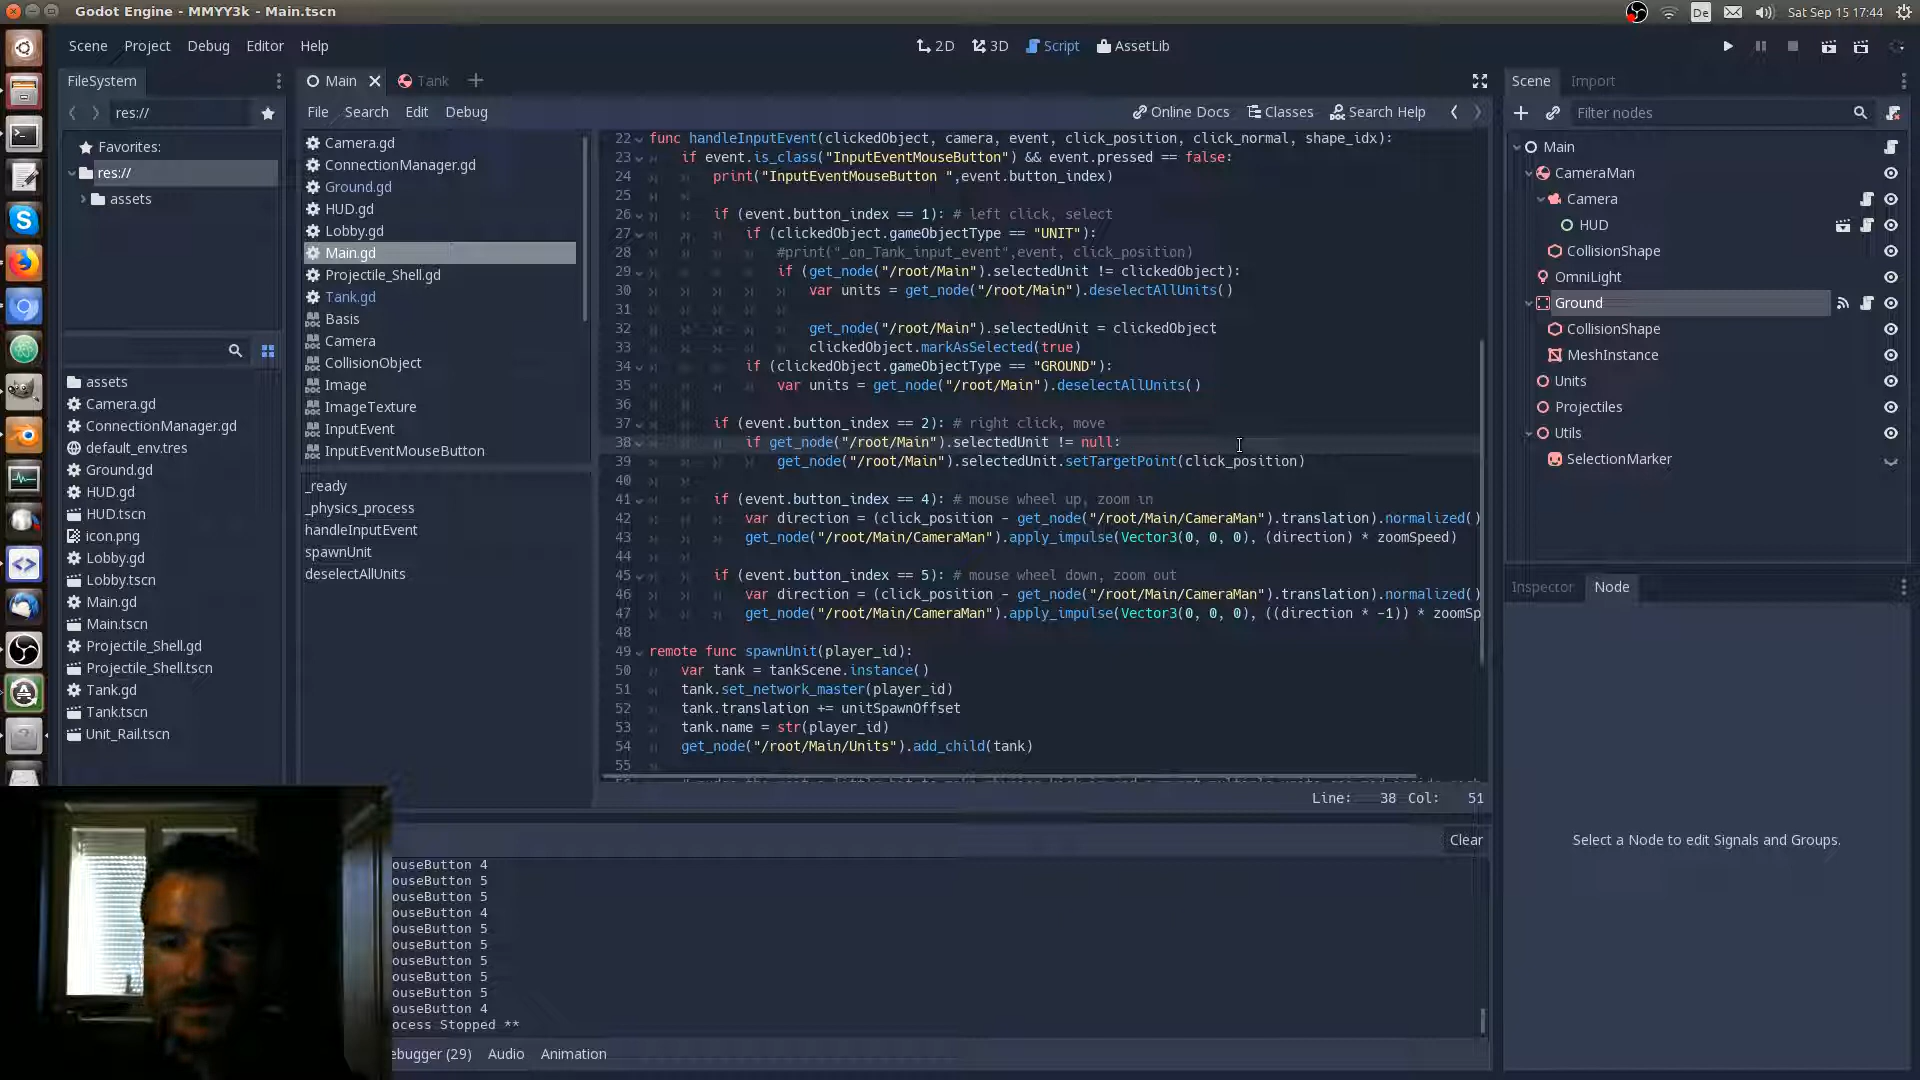 Godot Engine - MMYY3k - Main.tscn
De
Sat Sep 15 17:44
Scene Project Debug Editor Help
2D 3D Script AssetLib
FileSystem
res://
Favorites:
res://
assets
assets
Camera.gd
ConnectionManager.gd
default_env.tres
Ground.gd
HUD.gd
HUD.tscn
icon.png
Lobby.gd
Lobby.tscn
Main.gd
Main.tscn
Projectile_Shell.gd
Projectile_Shell.tscn
Tank.gd
Tank.tscn
Unit_Rail.tscn
Main Tank
File Search Edit Debug
Online Docs Classes Search Help
Camera.gd
ConnectionManager.gd
Ground.gd
HUD.gd
Lobby.gd
Main.gd
Projectile_Shell.gd
Tank.gd
Basis
Camera
CollisionObject
Image
ImageTexture
InputEvent
InputEventMouseButton
_ready
_physics_process
handleInputEvent
spawnUnit
deselectAllUnits
22 func handleInputEvent(clickedObject, camera, event, click_position, click_normal, shape_idx):
23 if event.is_class("InputEventMouseButton") && event.pressed == false:
24 print("InputEventMouseButton ",event.button_index)
25
26 if (event.button_index == 1): # left click, select
27 if (clickedObject.gameObjectType == "UNIT"):
28 #print("_on_Tank_input_event",event, click_position)
29 if (get_node("/root/Main").selectedUnit != clickedObject):
30 var units = get_node("/root/Main").deselectAllUnits()
31
32 get_node("/root/Main").selectedUnit = clickedObject
33 clickedObject.markAsSelected(true)
34 if (clickedObject.gameObjectType == "GROUND"):
35 var units = get_node("/root/Main").deselectAllUnits()
36
37 if (event.button_index == 2): # right click, move
38 if get_node("/root/Main").selectedUnit != null:
39 get_node("/root/Main").selectedUnit.setTargetPoint(click_position)
40
41 if (event.button_index == 4): # mouse wheel up, zoom in
42 var direction = (click_position - get_node("/root/Main/CameraMan").translation).normalized()
43 get_node("/root/Main/CameraMan").apply_impulse(Vector3(0, 0, 0), (direction) * zoomSpeed)
44
45 if (event.button_index == 5): # mouse wheel down, zoom out
46 var direction = (click_position - get_node("/root/Main/CameraMan").translation).normalized()
47 get_node("/root/Main/CameraMan").apply_impulse(Vector3(0, 0, 0), ((direction * -1)) * zoomSp
48
49 remote func spawnUnit(player_id):
50 var tank = tankScene.instance()
51 tank.set_network_master(player_id)
52 tank.translation += unitSpawnOffset
53 tank.name = str(player_id)
54 get_node("/root/Main/Units").add_child(tank)
55
Line: 38 Col: 51
Clear
ouseButton 4
ouseButton 5
ouseButton 5
ouseButton 4
ouseButton 5
ouseButton 5
ouseButton 5
ouseButton 5
ouseButton 5
ouseButton 4
ocess Stopped **
ebugger (29) Audio Animation
Scene Import
Filter nodes
Main
CameraMan
Camera
HUD
CollisionShape
OmniLight
Ground
CollisionShape
MeshInstance
Units
Projectiles
Utils
SelectionMarker
Inspector Node
Select a Node to edit Signals and Groups.